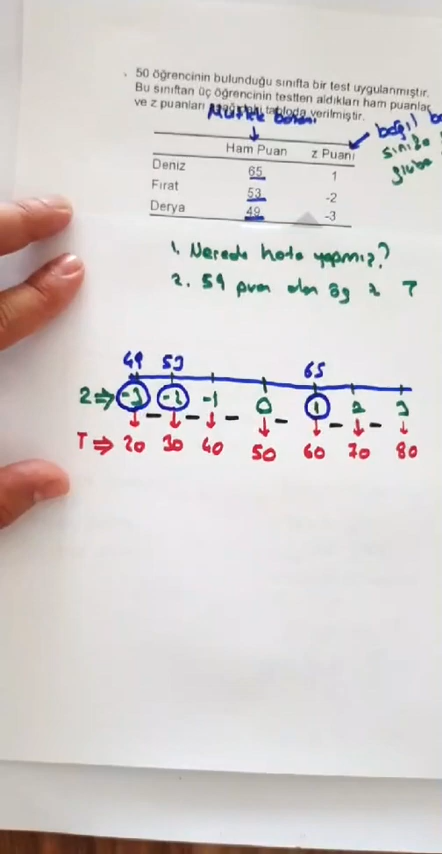 50 öğrencinin bulunduğu sınıfta bir test uygulanmıştır.
Bu sınıftan üç öğrencinin testten aldıkları ham puanlar
ve z puanları tabloda verilmiştir.
Ham Puan z Puanı
Deniz 65 1
Fırat 53 -2
Derya 49 -3
1. Nerede hata yapmış?
2. 59 puan alan öğ z T
49 53 65
Z⇒ -3 -2 -1 0 1 2 3
T⇒ 20 30 40 50 60 70 80